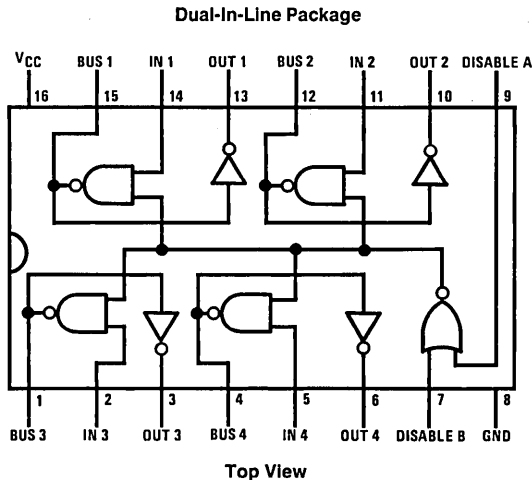 Dual-In-Line Package
VCC BUS 1 IN 1 OUT 1 BUS 2 IN 2 OUT 2 DISABLE A
16 15 14 13 12 11 10 9
1 2 3 4 5 6 7 8
BUS 3 IN 3 OUT 3 BUS 4 IN 4 OUT 4 DISABLE B GND
Top View